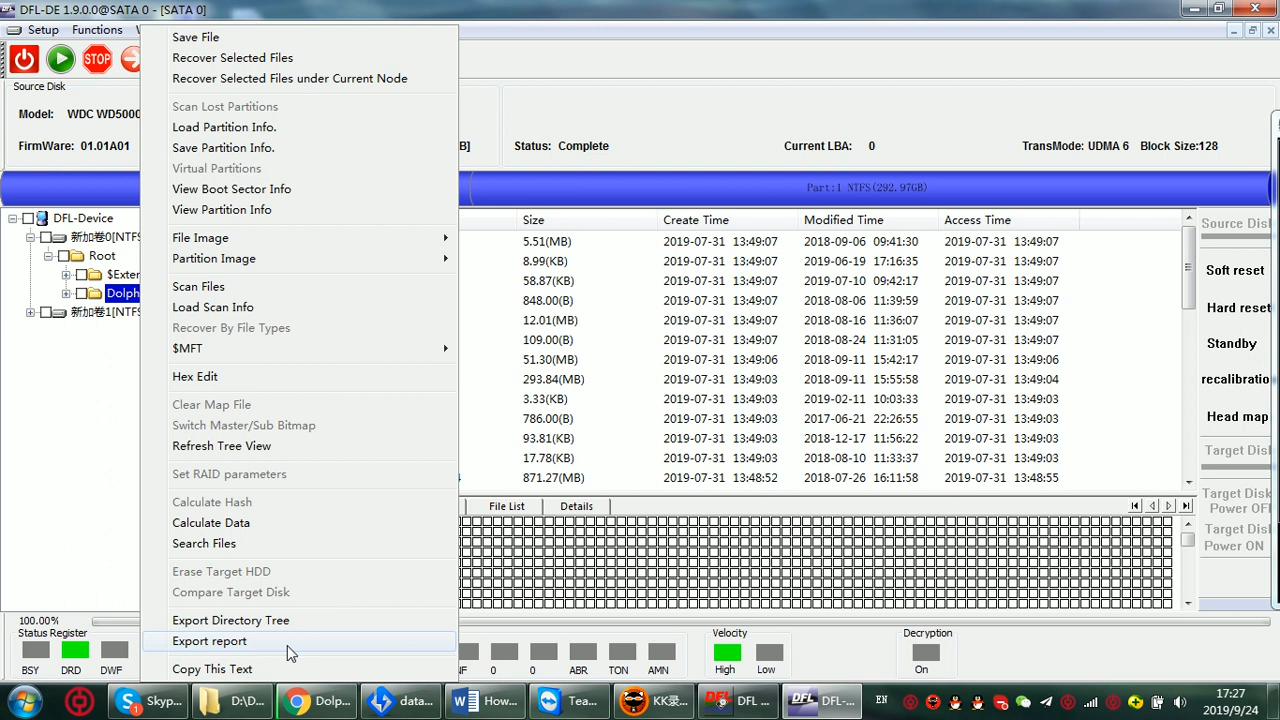 DFL-DE 1.9.0.0@SATA 0 - [SATA 0]
Setup Functions
STOP
Source Disk
Model: WDC WD5000
FirmWare: 01.01A01
B]
Status: Complete
Current LBA: 0
TransMode: UDMA 6 Block Size:128
Part:1 NTFS(292.97GB)
DFL-Device
新加卷0[NTFS
Root
$Exten
Dolph
新加卷1[NTFS
Save File
Recover Selected Files
Recover Selected Files under Current Node
Scan Lost Partitions
Load Partition Info.
Save Partition Info.
Virtual Partitions
View Boot Sector Info
View Partition Info
File Image
Partition Image
Scan Files
Load Scan Info
Recover By File Types
$MFT
Hex Edit
Clear Map File
Switch Master/Sub Bitmap
Refresh Tree View
Set RAID parameters
Calculate Hash
Calculate Data
Search Files
Erase Target HDD
Compare Target Disk
Export Directory Tree
Export report
Copy This Text
Size Create Time Modified Time Access Time
5.51(MB) 2019-07-31 13:49:07 2018-09-06 09:41:30 2019-07-31 13:49:07
8.99(KB) 2019-07-31 13:49:07 2019-06-19 17:16:35 2019-07-31 13:49:07
58.87(KB) 2019-07-31 13:49:07 2015-07-10 09:42:17 2019-07-31 13:49:07
848.00(B) 2019-07-31 13:49:07 2018-08-06 11:39:59 2019-07-31 13:49:07
12.01(MB) 2019-07-31 13:49:07 2018-08-16 11:36:07 2019-07-31 13:49:07
109.00(B) 2019-07-31 13:49:07 2018-08-24 11:31:05 2019-07-31 13:49:07
51.30(MB) 2019-07-31 13:49:06 2018-09-11 15:42:17 2019-07-31 13:49:06
293.84(MB) 2019-07-31 13:49:03 2018-09-11 15:55:58 2019-07-31 13:49:04
3.33(KB) 2019-07-31 13:49:03 2019-02-11 10:03:33 2019-07-31 13:49:03
786.00(B) 2019-07-31 13:49:03 2017-06-21 22:26:55 2019-07-31 13:49:03
93.81(KB) 2019-07-31 13:49:03 2018-12-17 11:56:22 2019-07-31 13:49:03
17.78(KB) 2019-07-31 13:49:03 2018-08-10 11:33:37 2019-07-31 13:49:03
871.27(MB) 2019-07-31 13:48:52 2018-07-26 16:11:58 2019-07-31 13:48:55
File List Details
Source Disk
Soft reset
Hard reset
Standby
recalibratio
Head map
Target Disk
Target Disk
Power OFF
Target Disk
Power ON
100.00%
Status Register
BSY DRD DWF
0 0 ABR TON AMN
Velocity
High Low
Decryption
On
Skyp... D:\D... Dolp... data... How... Tea... KK录... DFL ... DFL-...
EN
17:27
2019/9/24